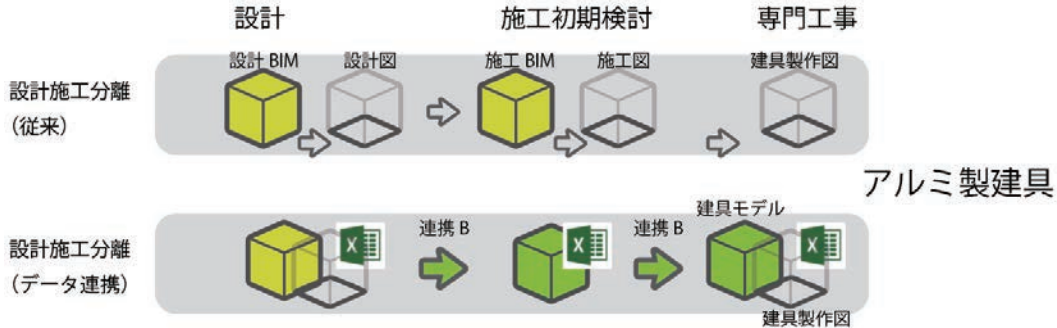 設計
施工初期検討
専門工事
設計 BIM
設計図
施工 BIM
施工図
建具製作図
設計施工分離
（従来）
アルミ製建具
建具モデル
連携 B
連携 B
X
X
X
設計施工分離
（データ連携）
建具製作図